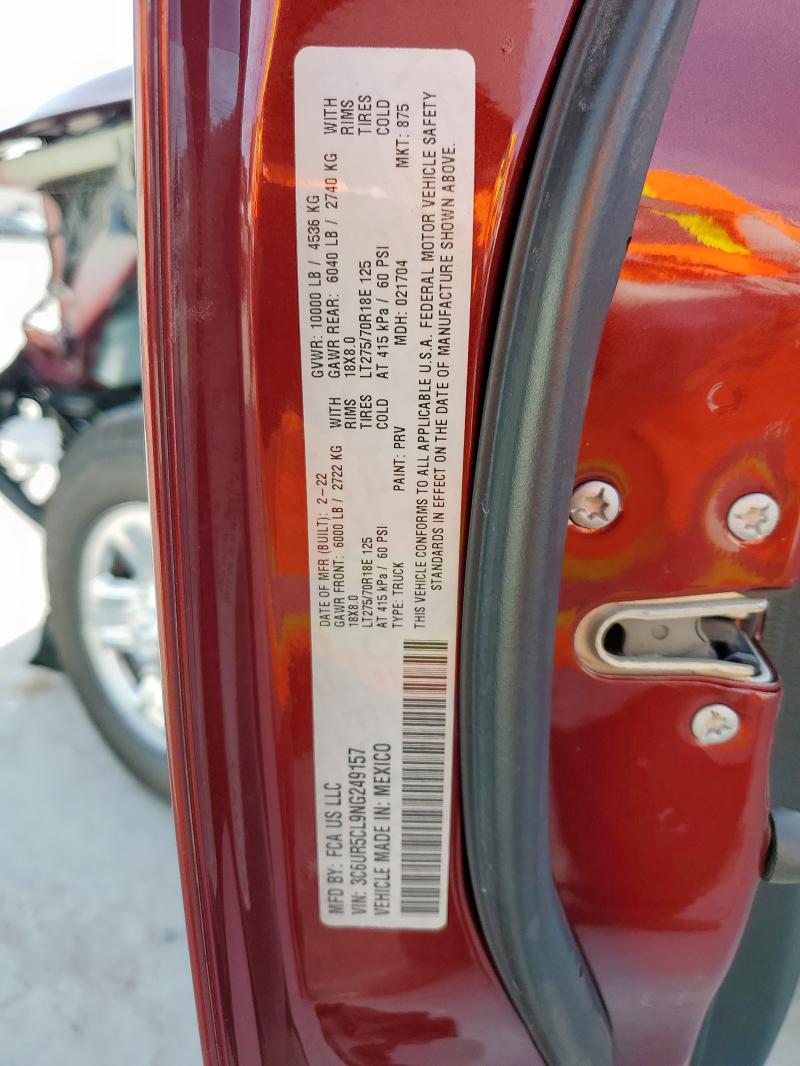 MFD BY: FCA US LLC
VIN: 3C6UR5CL9NG249157
VEHICLE MADE IN: MEXICO
DATE OF MFR (BUILT): 2-22 GVWR: 10000 LB / 4536 KG
GAWR FRONT: 6000 LB / 2722 KG WITH GAWR REAR: 6040 LB / 2740 KG WITH
18X8.0 RIMS 18X8.0 RIMS
LT275/70R18E 125 TIRES LT275/70R18E 125 TIRES
AT 415 kPa / 60 PSI COLD AT 415 kPa / 60 PSI COLD
TYPE: TRUCK PAINT: PRV MDH: 021704 MKT: 875
THIS VEHICLE CONFORMS TO ALL APPLICABLE U.S.A. FEDERAL MOTOR VEHICLE SAFETY
STANDARDS IN EFFECT ON THE DATE OF MANUFACTURE SHOWN ABOVE.